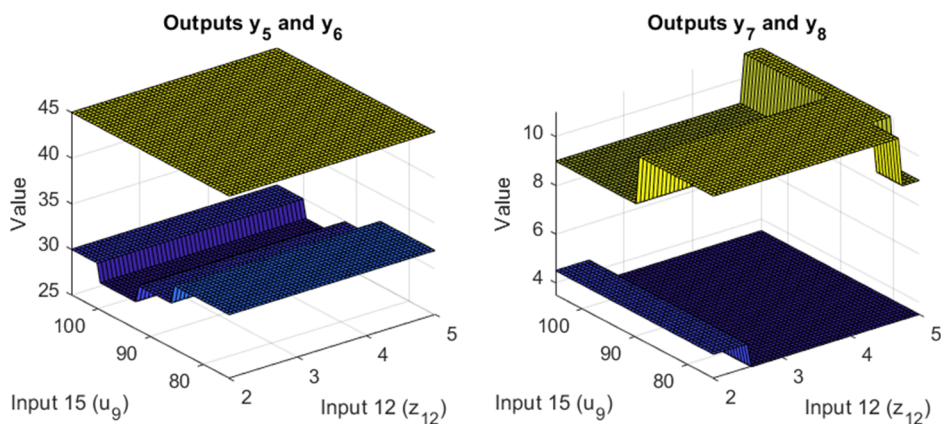 Outputs y5 and y6
45
40
35
30
25
Value
100
90
80
2
3
4
5
Input 15 (u9)
Input 12 (z12)
Outputs y7 and y8
10
8
6
4
Value
100
90
80
2
3
4
5
Input 15 (u9)
Input 12 (z12)